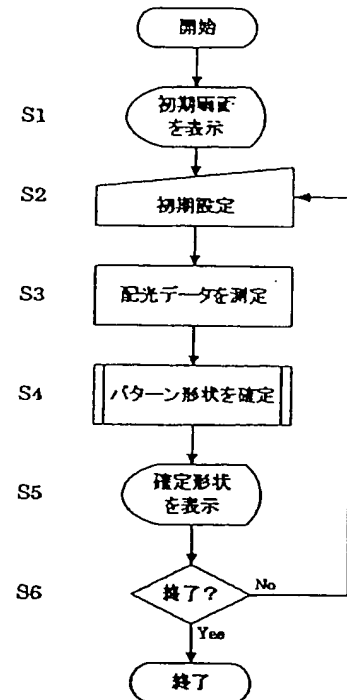 開始
S1
初期画面
を表示
S2
初期設定
S3
配光データを測定
S4
パターン形状を確定
S5
確定形状
を表示
S6
終了?
No
Yes
終了